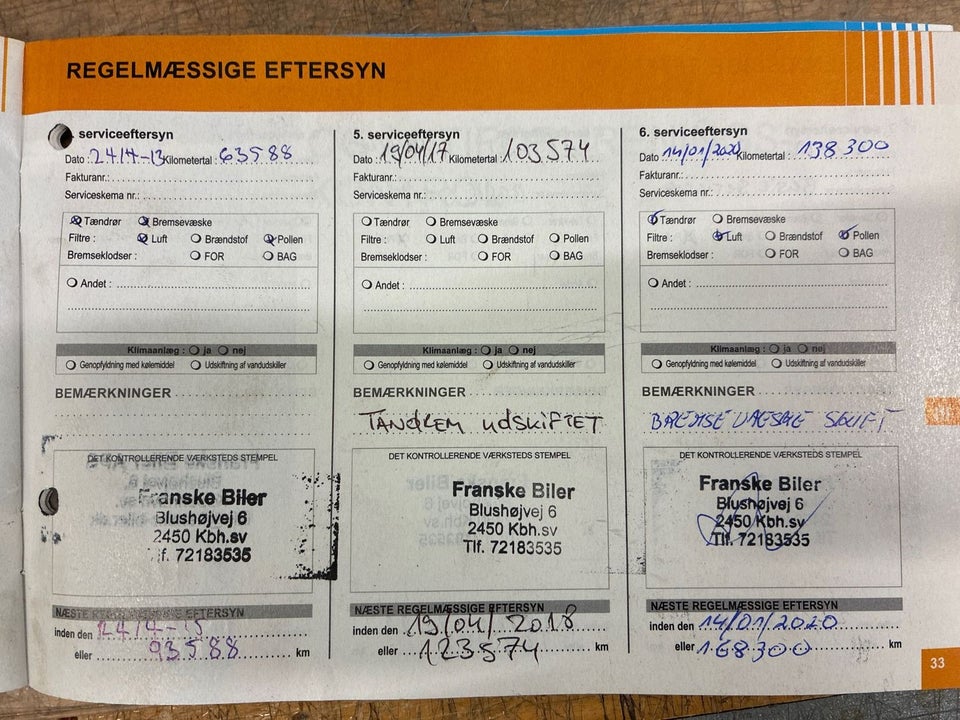 REGELMÆSSIGE EFTERSYN
serviceeftersyn
Dato : 24/4-13 Kilometertal : 63588
Fakturanr.:
Serviceskema nr.:
Tændrør Bremsevæske
Filtre : Luft Brændstof Pollen
Bremseklodser : FOR BAG
Andet :
Klimaanlæg : ja nej
Genopfyldning med kølemiddel Udskiftning af vandudskiller
BEMÆRKNINGER
DET KONTROLLERENDE VÆRKSTEDS STEMPEL
Franske Biler
Blushøjvej 6
2450 Kbh.sv
Tlf. 72183535
NÆSTE REGELMÆSSIGE EFTERSYN
inden den 24/4-15
eller 93588 km
5. serviceeftersyn
Dato : 19/04/17 Kilometertal : 103574
Fakturanr.:
Serviceskema nr.:
Tændrør Bremsevæske
Filtre : Luft Brændstof Pollen
Bremseklodser : FOR BAG
Andet :
Klimaanlæg : ja nej
Genopfyldning med kølemiddel Udskiftning af vandudskiller
BEMÆRKNINGER
TANDREM UDSKIFTET
DET KONTROLLERENDE VÆRKSTEDS STEMPEL
Franske Biler
Blushøjvej 6
2450 Kbh.sv
Tlf. 72183535
NÆSTE REGELMÆSSIGE EFTERSYN
inden den 19/04/2018
eller 123574 km
6. serviceeftersyn
Dato 14/01/2020 Kilometertal : 138300
Fakturanr.:
Serviceskema nr.:
Tændrør Bremsevæske
Filtre : Luft Brændstof Pollen
Bremseklodser : FOR BAG
Andet :
Klimaanlæg : ja nej
Genopfyldning med kølemiddel Udskiftning af vandudskiller
BEMÆRKNINGER
BREMSE VÆSKE SKIFT
DET KONTROLLERENDE VÆRKSTEDS STEMPEL
Franske Biler
Blushøjvej 6
2450 Kbh.sv
Tlf. 72183535
NÆSTE REGELMÆSSIGE EFTERSYN
inden den 14/01/2020
eller 168300 km
33